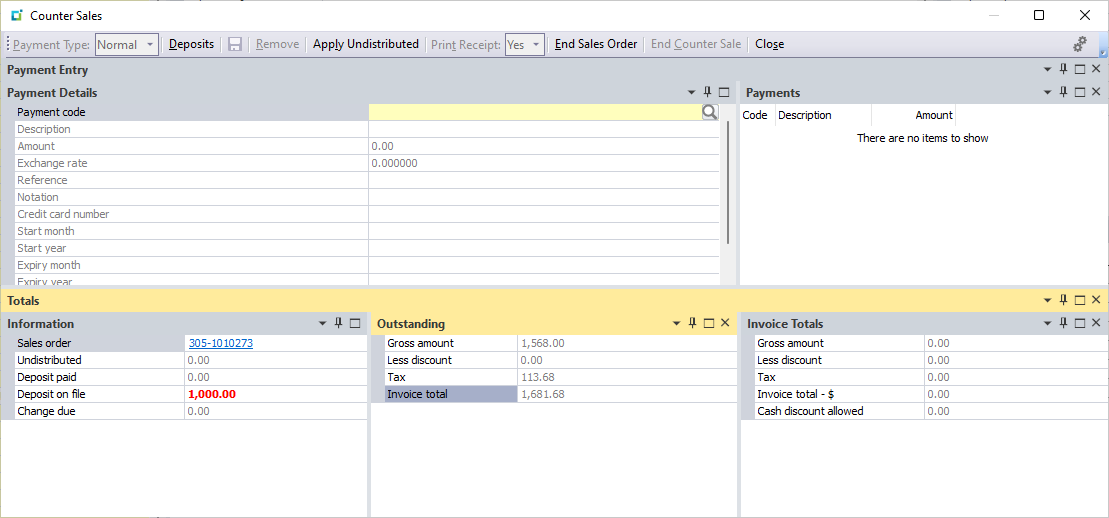 Counter Sales
Payment Type: Normal Deposits Remove Apply Undistributed Print Receipt: Yes End Sales Order End Counter Sale Close
Payment Entry
Payment Details
Payment code
Description
Amount 0.00
Exchange rate 0.000000
Reference
Notation
Credit card number
Start month
Start year
Expiry month
Expiry year
Payments
Code Description Amount
There are no items to show
Totals
Information
Sales order 305-1010273
Undistributed 0.00
Deposit paid 0.00
Deposit on file 1,000.00
Change due 0.00
Outstanding
Gross amount 1,568.00
Less discount 0.00
Tax 113.68
Invoice total 1,681.68
Invoice Totals
Gross amount 0.00
Less discount 0.00
Tax 0.00
Invoice total - $ 0.00
Cash discount allowed 0.00